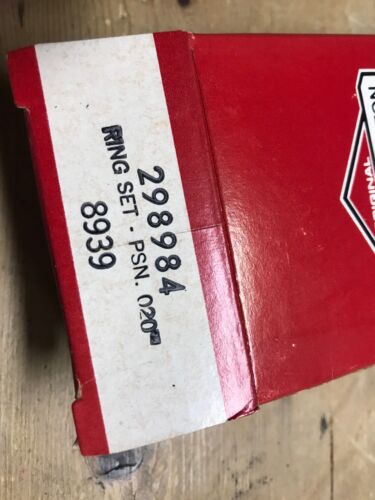 298984
RING SET - PSN. .020"
8939